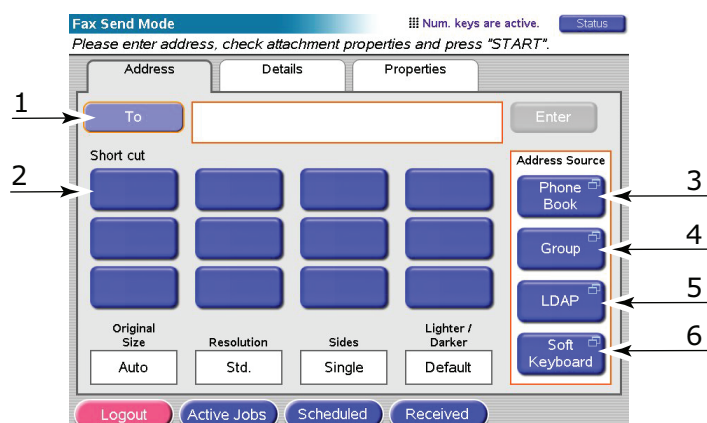 Fax Send Mode
Num. keys are active.
Status
Please enter address, check attachment properties and press "START".
Address
Details
Properties
1
To
Enter
Short cut
Address Source
2
Phone
Book
3
Group
4
LDAP
5
Soft
Keyboard
6
Original
Size
Resolution
Sides
Lighter /
Darker
Auto
Std.
Single
Default
Logout
Active Jobs
Scheduled
Received